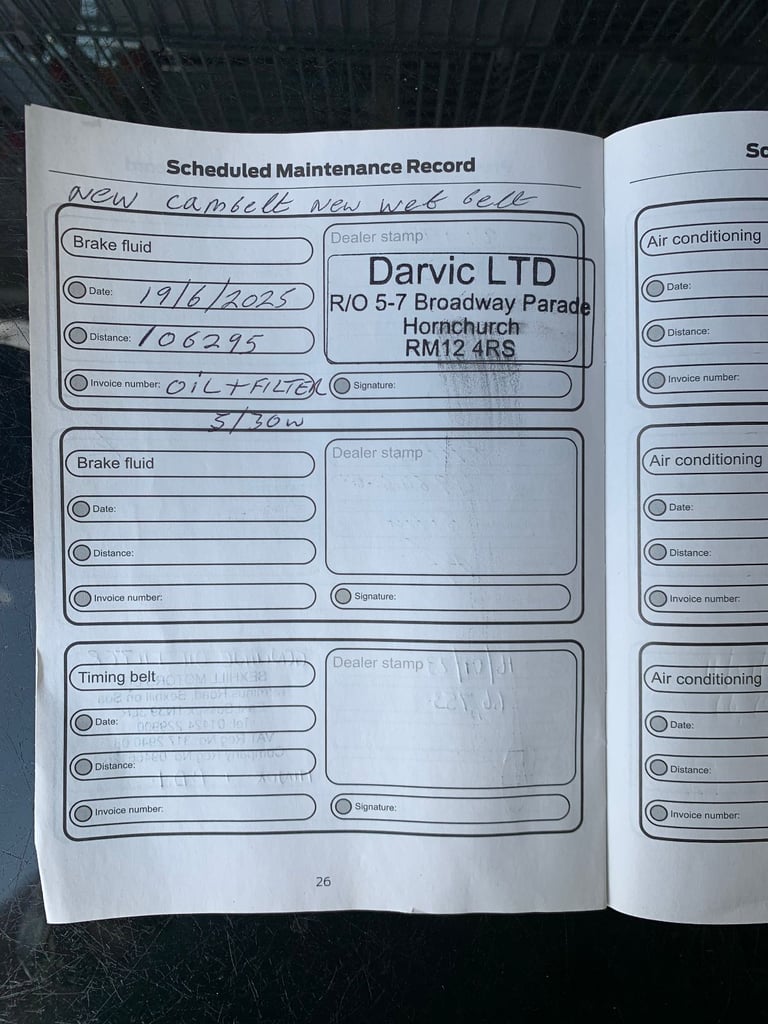 Scheduled Maintenance Record
Sc
new cambelt new wet belt
Brake fluid
Date: 19/6/2025
Distance: 106295
Invoice number: OiL + FILTER
5/30w
Dealer stamp
Darvic LTD
R/O 5-7 Broadway Parade
Hornchurch
RM12 4RS
Signature:
Brake fluid
Date:
Distance:
Invoice number:
Dealer stamp
Signature:
Timing belt
Date:
Distance:
Invoice number:
Dealer stamp
Signature:
26
Air conditioning
Date:
Distance:
Invoice number:
Air conditioning
Date:
Distance:
Invoice number:
Air conditioning
Date:
Distance:
Invoice number: